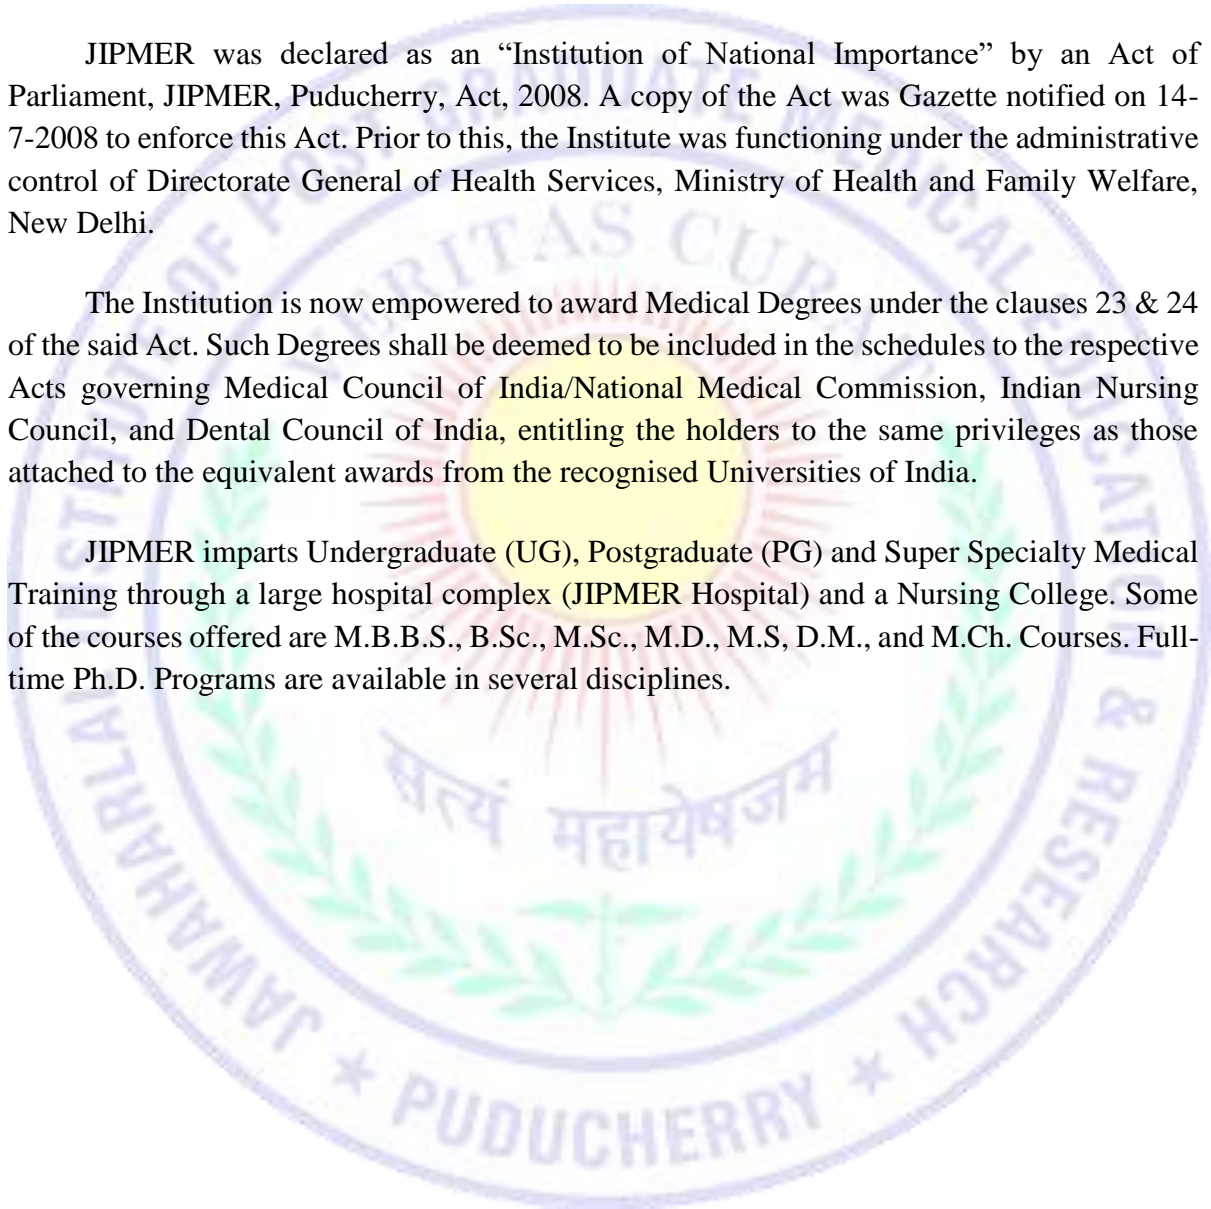 JIPMER was declared as an “Institution of National Importance” by an Act of
Parliament, JIPMER, Puducherry, Act, 2008. A copy of the Act was Gazette notified on 14-
7-2008 to enforce this Act. Prior to this, the Institute was functioning under the administrative
control of Directorate General of Health Services, Ministry of Health and Family Welfare,
New Delhi.
The Institution is now empowered to award Medical Degrees under the clauses 23 & 24
of the said Act. Such Degrees shall be deemed to be included in the schedules to the respective
Acts governing Medical Council of India/National Medical Commission, Indian Nursing
Council, and Dental Council of India, entitling the holders to the same privileges as those
attached to the equivalent awards from the recognised Universities of India.
JIPMER imparts Undergraduate (UG), Postgraduate (PG) and Super Specialty Medical
Training through a large hospital complex (JIPMER Hospital) and a Nursing College. Some
of the courses offered are M.B.B.S., B.Sc., M.Sc., M.D., M.S, D.M., and M.Ch. Courses. Full-
time Ph.D. Programs are available in several disciplines.
JAWAHARLAL INSTITUTE OF POST GRADUATE MEDICAL EDUCATION & RESEARCH
VERITAS CURAT
सत्यं महायेषजम
* PUDUCHERRY *